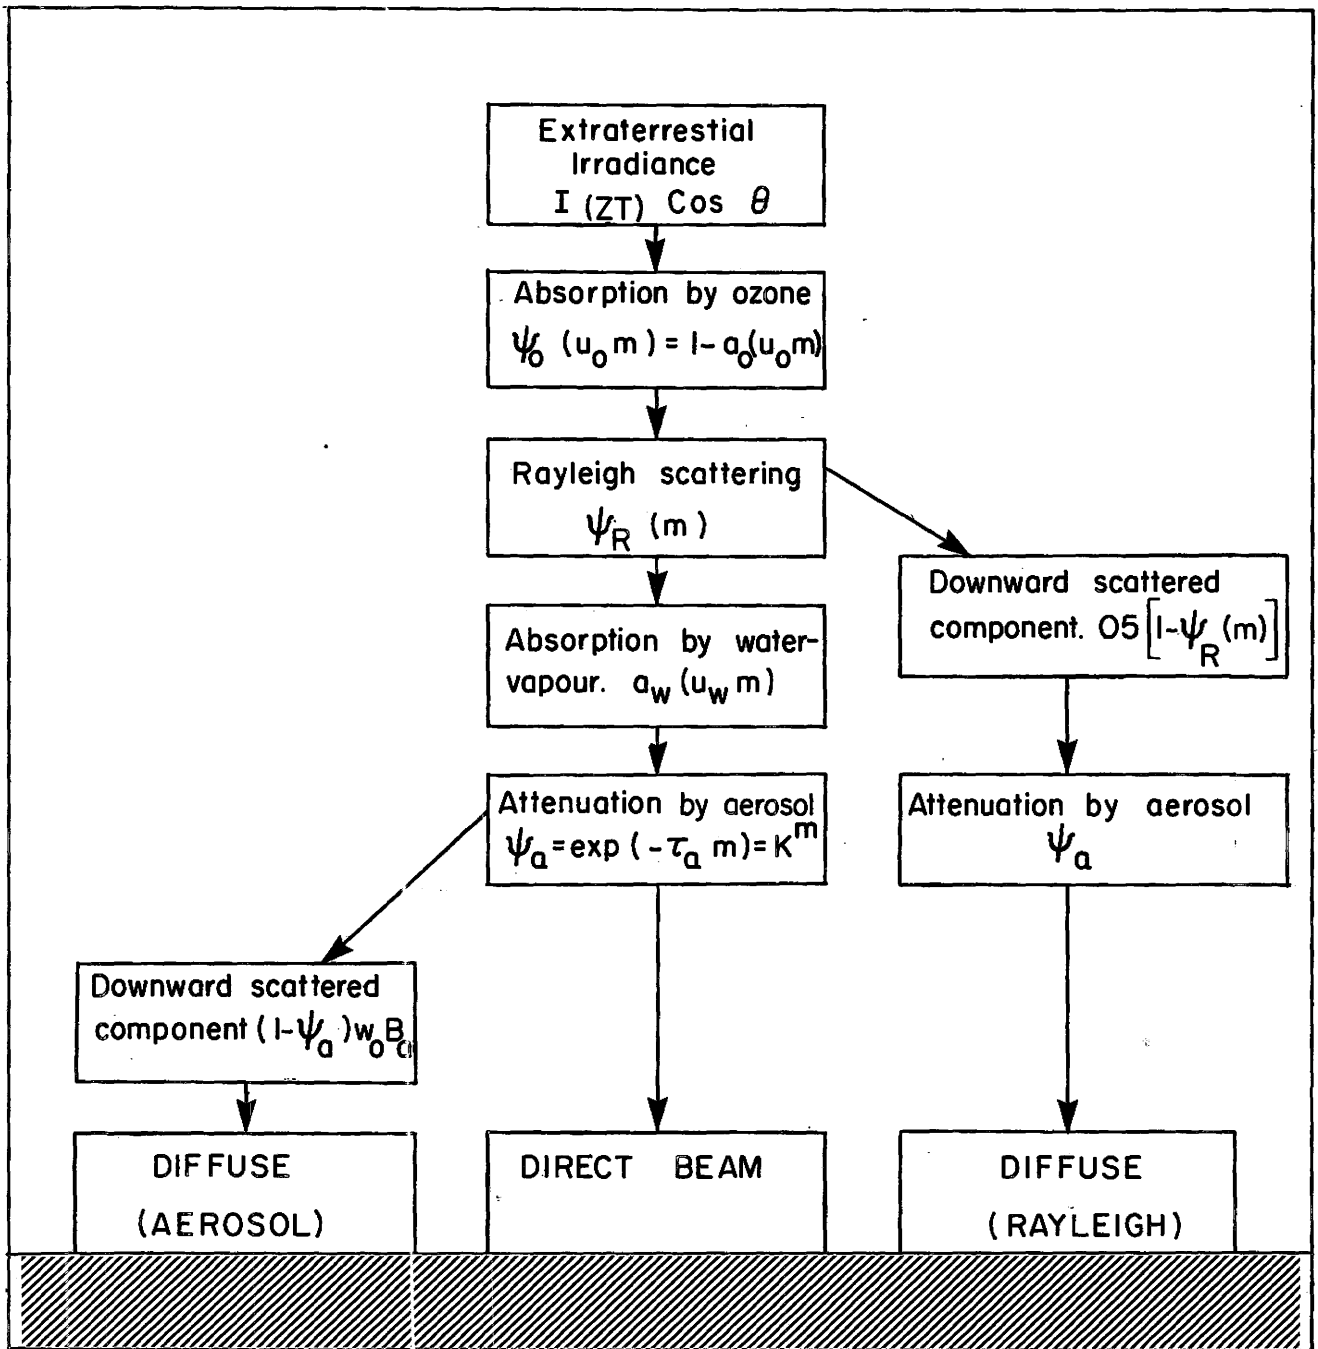 Extraterrestial
Irradiance
I (ZT) Cos θ
Absorption by ozone
ψo (uo m) = 1- ao(uo m)
Rayleigh scattering
ψR (m)
Downward scattered
component. 05 [1-ψR (m)]
Absorption by water-
vapour. aw (uw m)
Attenuation by aerosol
ψa = exp (-τa m) = K^m
Attenuation by aerosol
ψa
Downward scattered
component (1-ψa) wo Ba
DIFFUSE
(AEROSOL)
DIRECT BEAM
DIFFUSE
(RAYLEIGH)